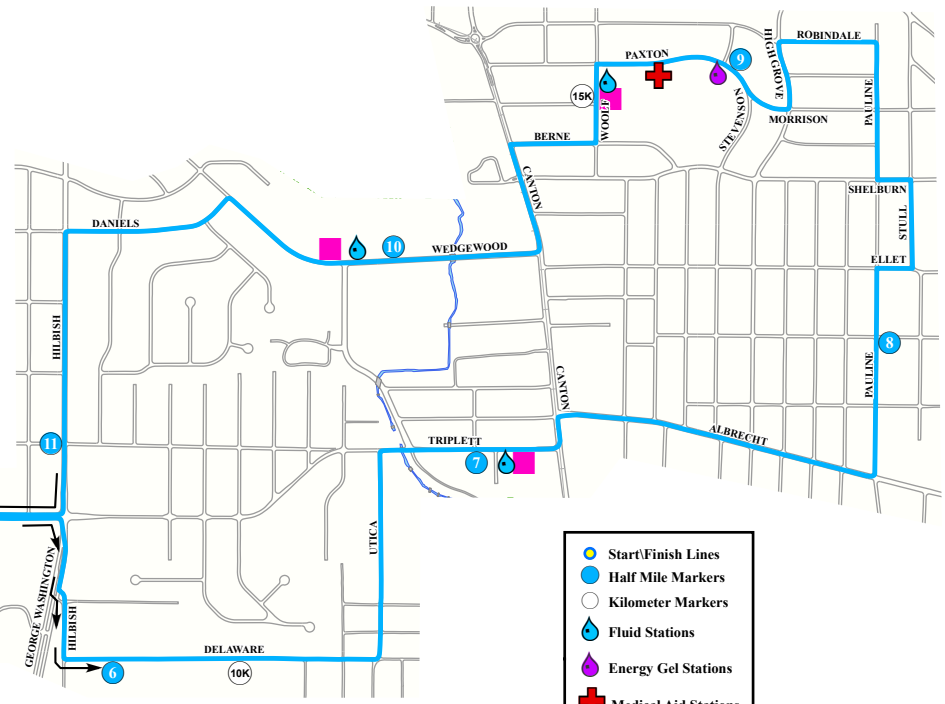 ROBINDALE
HIGH GROVE
PAXTON
9
15K
WOOLF
PAULINE
STEVENSON
MORRISON
BERNE
CANTON
SHELBURN
STULL
DANIELS
10
WEDGEWOOD
ELLET
HILBISH
8
PAULINE
CANTON
11
TRIPLETT
7
ALBRECHT
UTICA
GEORGE WASHINGTON
HILBISH
DELAWARE
6
10K
Start\Finish Lines
Half Mile Markers
Kilometer Markers
Fluid Stations
Energy Gel Stations
Medical Aid Stations